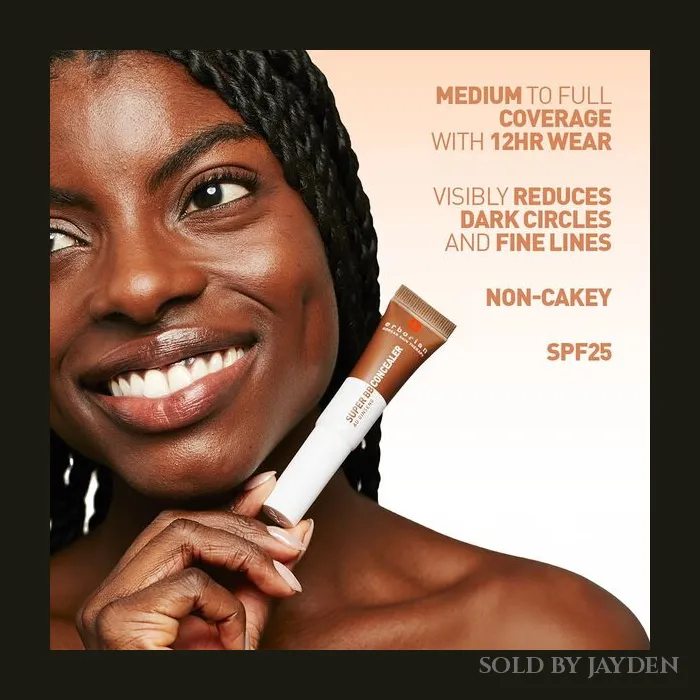 MEDIUM TO FULL
COVERAGE
WITH 12HR WEAR
VISIBLY REDUCES
DARK CIRCLES
AND FINE LINES
NON-CAKEY
SPF25
erborian
SUPER BB CONCEALER
AU GINSENG
SOLD BY JAYDEN